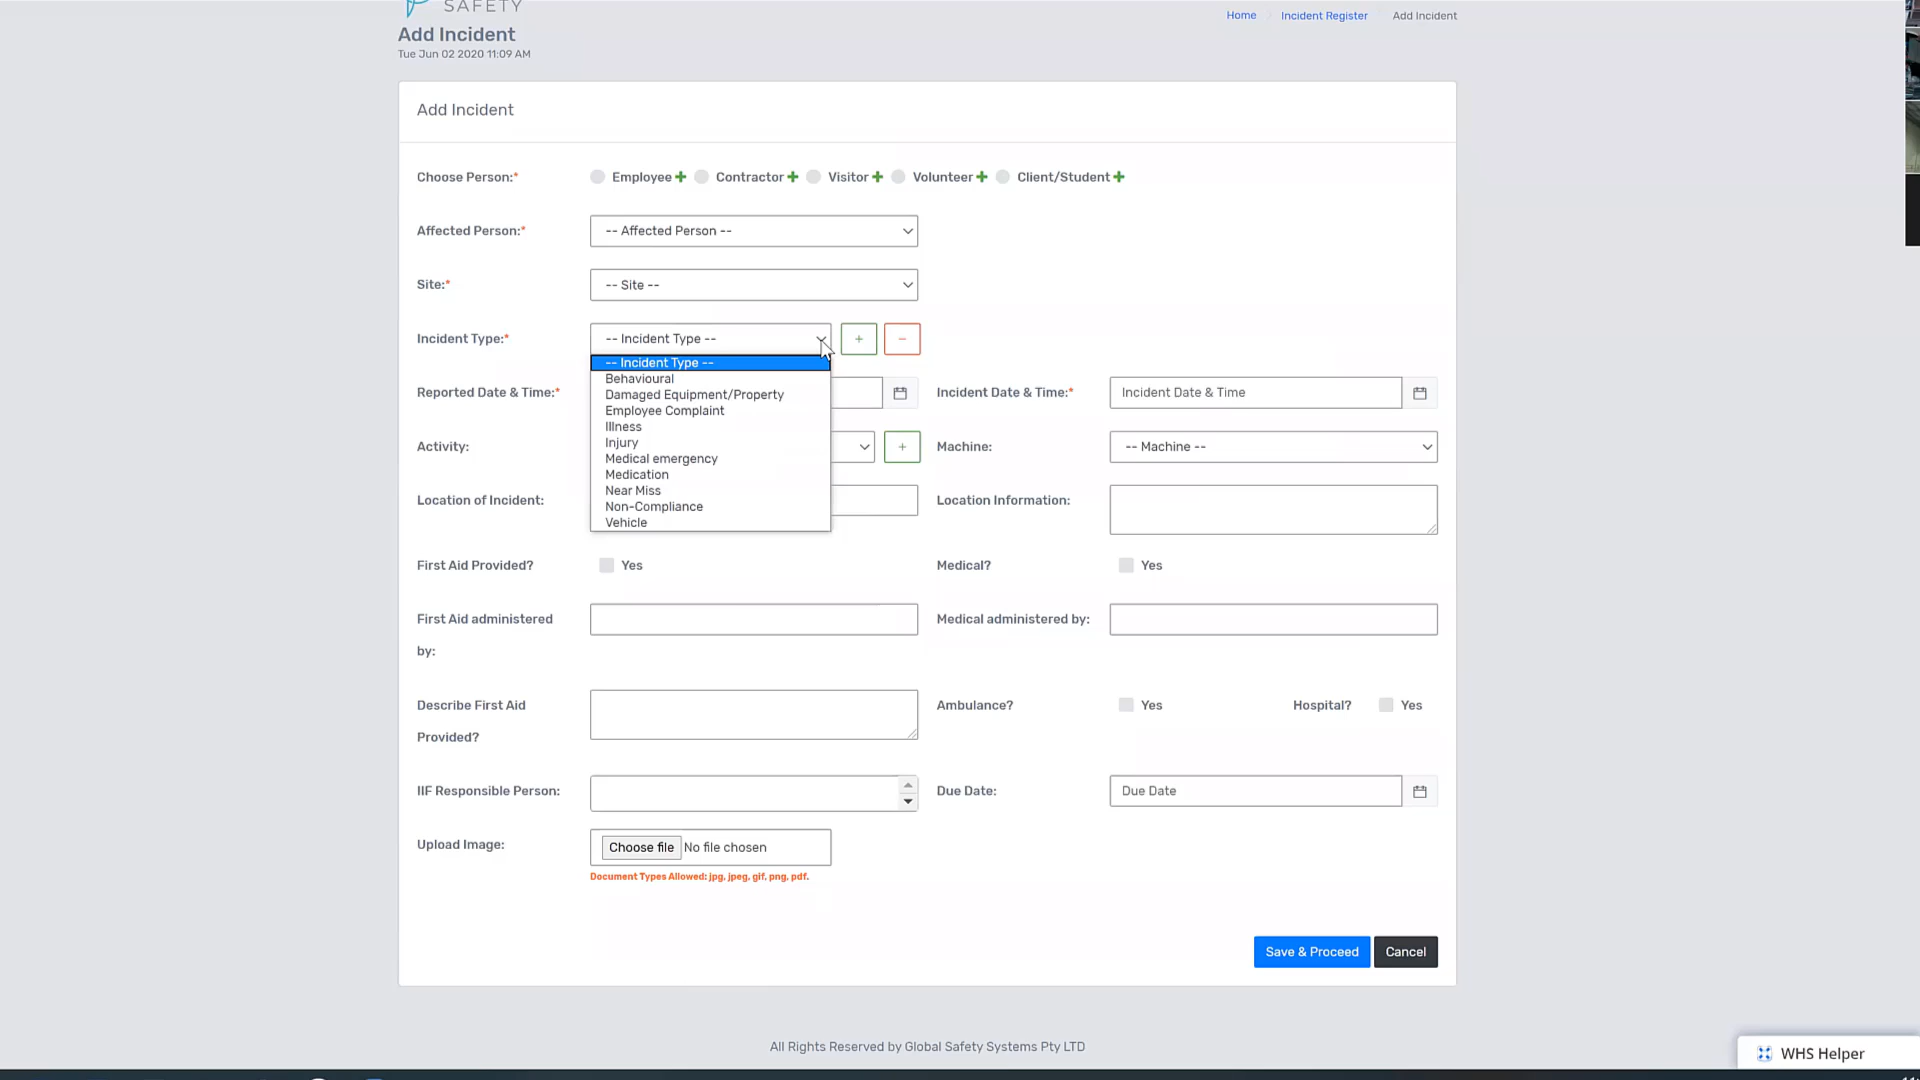 SAFETY
Home Incident Register Add Incident
Add Incident
Tue Jun 02 2020 11:09 AM
Add Incident
Choose Person:* Employee Contractor Visitor Volunteer Client/Student
Affected Person:* -- Affected Person --
Site:* -- Site --
Incident Type:* -- Incident Type -- + −
-- Incident Type --
Behavioural
Damaged Equipment/Property
Employee Complaint
Illness
Injury
Medical emergency
Medication
Near Miss
Non-Compliance
Vehicle
Reported Date & Time:* Incident Date & Time:* Incident Date & Time
Activity: + Machine: -- Machine --
Location of Incident: Location Information:
First Aid Provided? Yes Medical? Yes
First Aid administered
by:
Medical administered by:
Describe First Aid
Provided?
Ambulance? Yes Hospital? Yes
IIF Responsible Person: Due Date: Due Date
Upload Image: Choose file No file chosen
Document Types Allowed: jpg, jpeg, gif, png, pdf.
Save & Proceed Cancel
All Rights Reserved by Global Safety Systems Pty LTD
WHS Helper